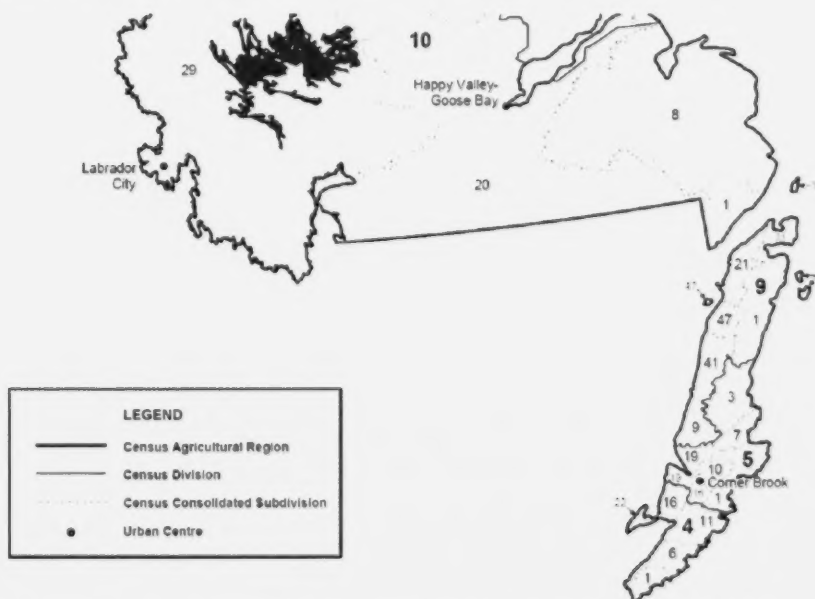 10
29
Happy Valley-
Goose Bay
8
Labrador
City
20
1
21
9
47
1
41
3
9
7
19
5
10
Corner Brook
16
1
4
11
6
1
LEGEND
Census Agricultural Region
Census Division
Census Consolidated Subdivision
Urban Centre